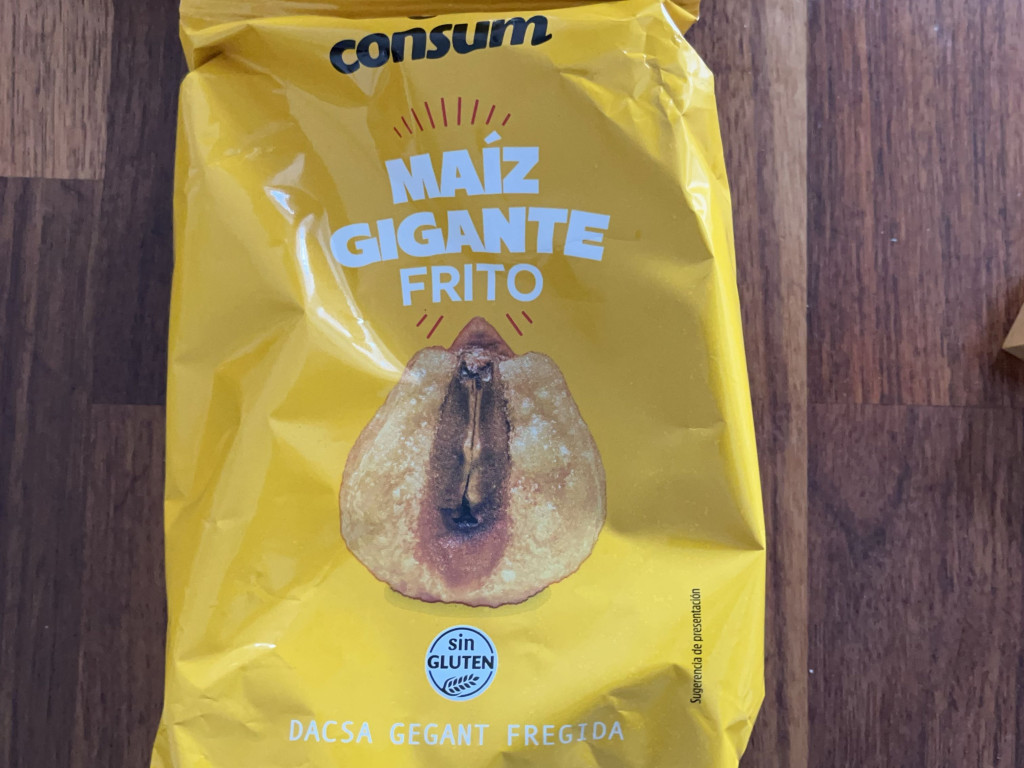 consum
MAÍZ
GIGANTE
FRITO
sin
GLUTEN
Sugerencia de presentación
DACSA GEGANT FREGIDA